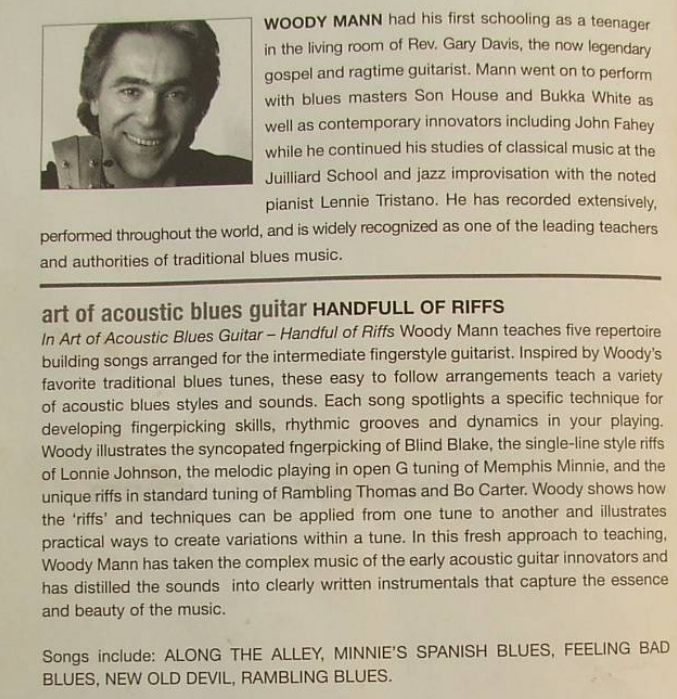 WOODY MANN had his first schooling as a teenager
in the living room of Rev. Gary Davis, the now legendary
gospel and ragtime guitarist. Mann went on to perform
with blues masters Son House and Bukka White as
well as contemporary innovators including John Fahey
while he continued his studies of classical music at the
Juilliard School and jazz improvisation with the noted
pianist Lennie Tristano. He has recorded extensively,
performed throughout the world, and is widely recognized as one of the leading teachers
and authorities of traditional blues music.
art of acoustic blues guitar HANDFULL OF RIFFS
In Art of Acoustic Blues Guitar – Handful of Riffs Woody Mann teaches five repertoire
building songs arranged for the intermediate fingerstyle guitarist. Inspired by Woody's
favorite traditional blues tunes, these easy to follow arrangements teach a variety
of acoustic blues styles and sounds. Each song spotlights a specific technique for
developing fingerpicking skills, rhythmic grooves and dynamics in your playing.
Woody illustrates the syncopated fngerpicking of Blind Blake, the single-line style riffs
of Lonnie Johnson, the melodic playing in open G tuning of Memphis Minnie, and the
unique riffs in standard tuning of Rambling Thomas and Bo Carter. Woody shows how
the 'riffs' and techniques can be applied from one tune to another and illustrates
practical ways to create variations within a tune. In this fresh approach to teaching,
Woody Mann has taken the complex music of the early acoustic guitar innovators and
has distilled the sounds into clearly written instrumentals that capture the essence
and beauty of the music.
Songs include: ALONG THE ALLEY, MINNIE'S SPANISH BLUES, FEELING BAD
BLUES, NEW OLD DEVIL, RAMBLING BLUES.